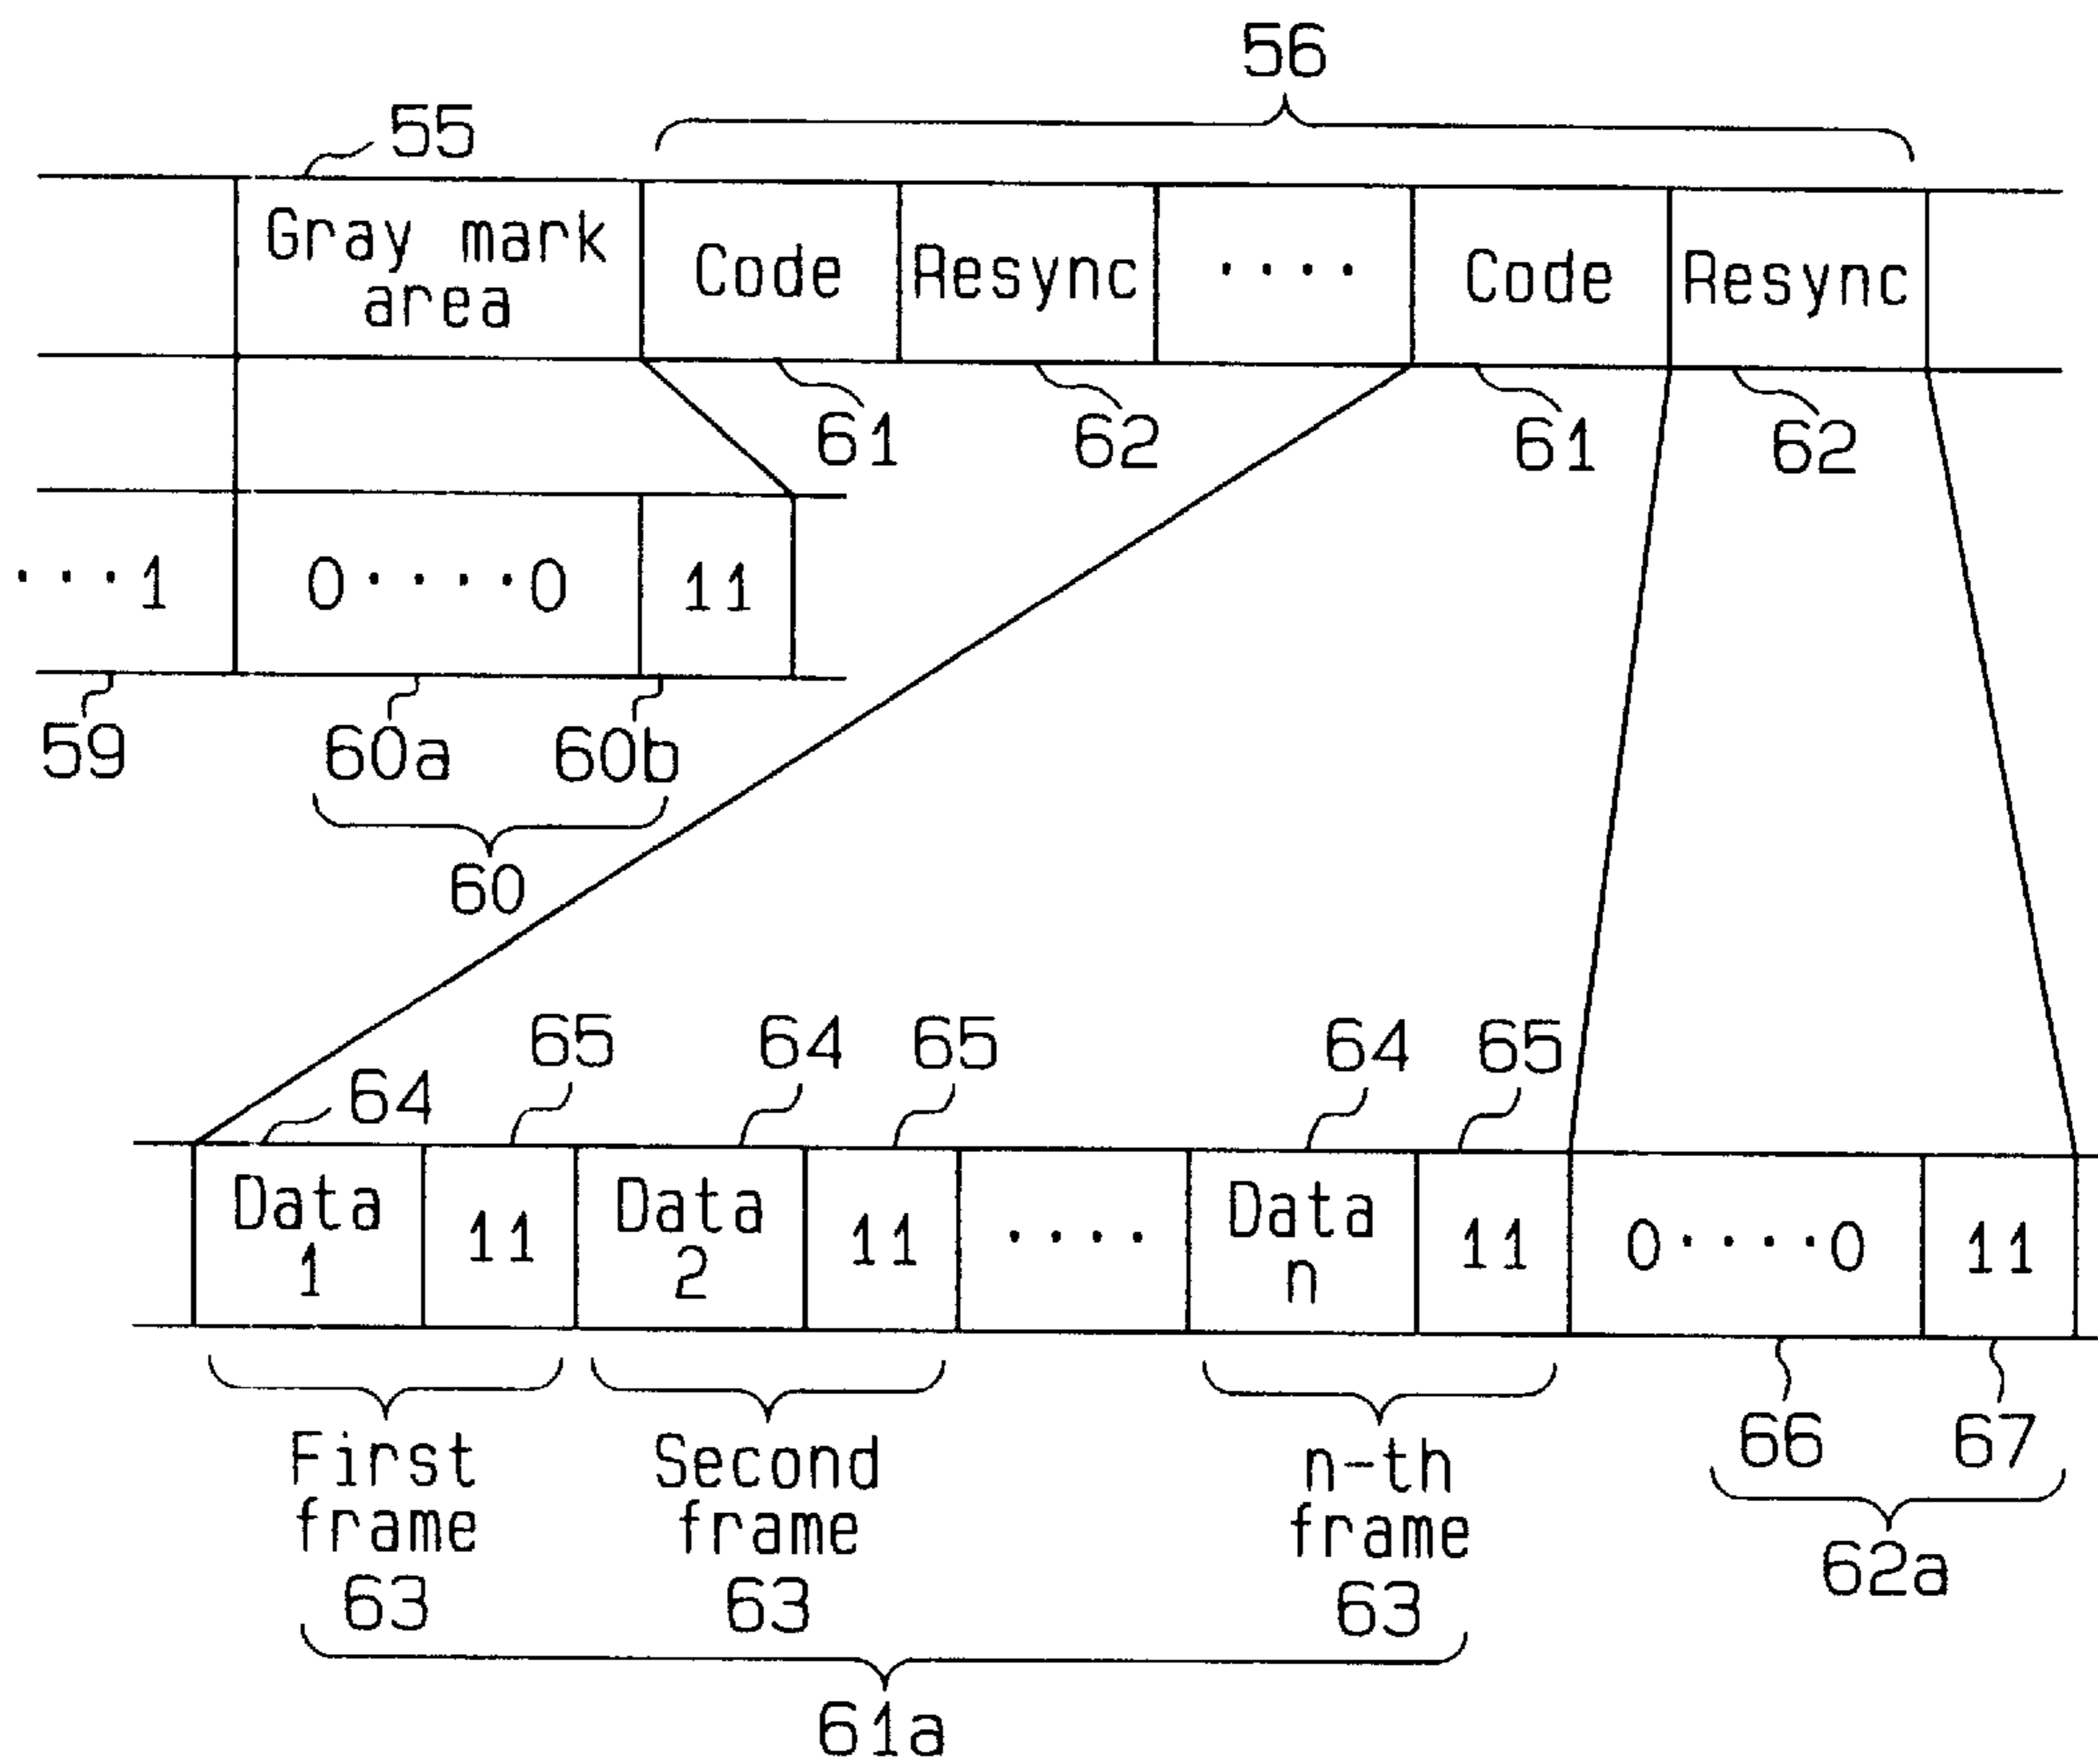 56
55
Gray mark
area
Code
Resync
····
Code
Resync
61
62
61
62
···1
0····0
11
59
60a
60b
60
64
65
64
65
64
65
Data
1
11
Data
2
11
····
Data
n
11
0····0
11
First
frame
63
Second
frame
63
n-th
frame
63
66
67
62a
61a